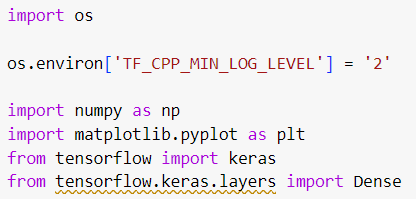 import os
os.environ['TF_CPP_MIN_LOG_LEVEL'] = '2'
import numpy as np
import matplotlib.pyplot as plt
from tensorflow import keras
from tensorflow.keras.layers import Dense